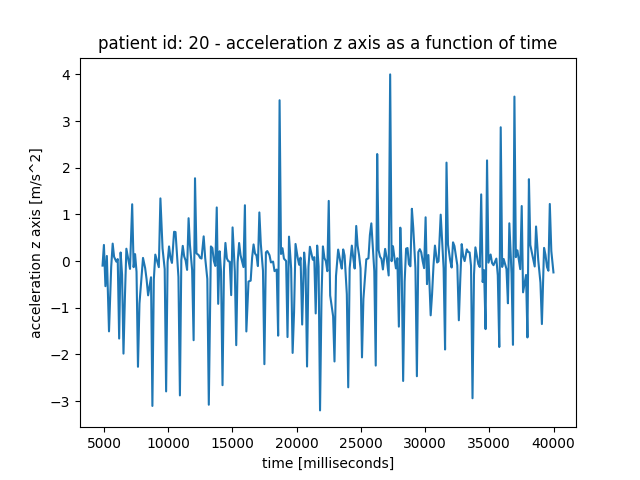 patient id: 20 - acceleration z axis as a function of time
acceleration z axis [m/s^2]
4
3
2
1
0
−1
−2
−3
5000 10000 15000 20000 25000 30000 35000 40000
time [milliseconds]